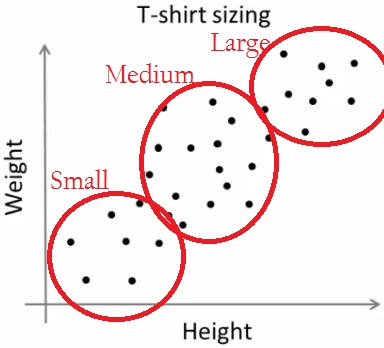 T-shirt sizing
Large
Medium
Small
Weight
Height